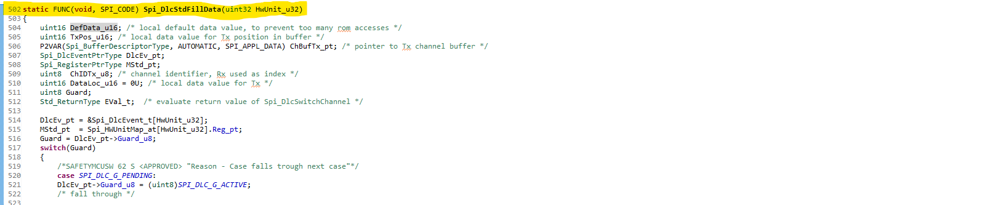 502 static FUNC(void, SPI_CODE) Spi_DlcStdFillData(uint32 HwUnit_u32)
503 {
504 uint16 DefData_u16; /* local default data value, to prevent too many rom accesses */
505 uint16 TxPos_u16; /* local data value for Tx position in buffer */
506 P2VAR(Spi_BufferDescriptorType, AUTOMATIC, SPI_APPL_DATA) ChBufTx_pt; /* pointer to Tx channel buffer */
507 Spi_DlcEventPtrType DlcEv_pt;
508 Spi_RegisterPtrType MStd_pt;
509 uint8  ChIDTx_u8; /* channel identifier, Rx used as index */
510 uint16 DataLoc_u16 = 0U; /* local data value for Tx */
511 uint8 Guard;
512 Std_ReturnType EVal_t;  /* evaluate return value of Spi_DlcSwitchChannel */
513
514 DlcEv_pt = &Spi_DlcEvent_t[HwUnit_u32];
515 MStd_pt  = Spi_HWUnitMap_at[HwUnit_u32].Reg_pt;
516 Guard = DlcEv_pt->Guard_u8;
517 switch(Guard)
518 {
519 /*SAFETYMCUSW 62 S <APPROVED> "Reason - Case falls trough next case"*/
520 case SPI_DLC_G_PENDING:
521 DlcEv_pt->Guard_u8 = (uint8)SPI_DLC_G_ACTIVE;
522 /* fall through */
523